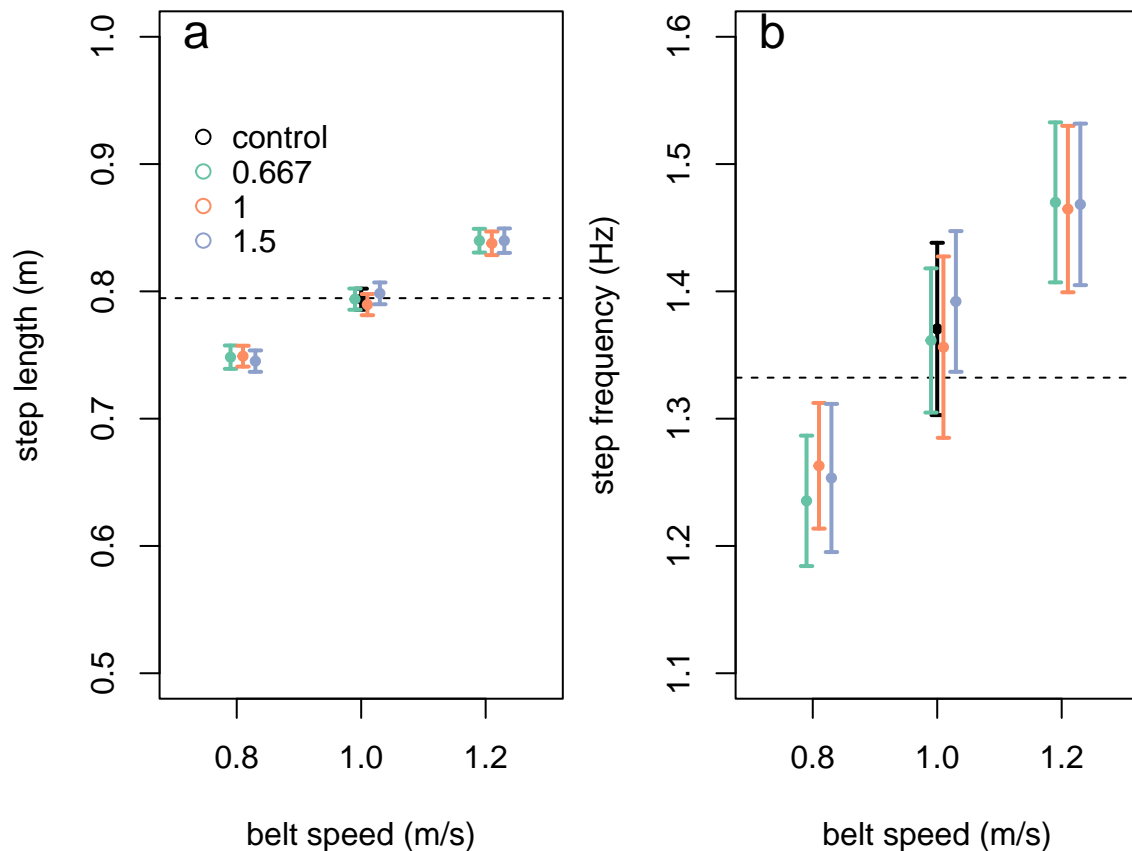 a
step length (m)
1.0
0.9
0.8
0.7
0.6
0.5
control
0.667
1
1.5
0.8 1.0 1.2
belt speed (m/s)
b
step frequency (Hz)
1.6
1.5
1.4
1.3
1.2
1.1
0.8 1.0 1.2
belt speed (m/s)